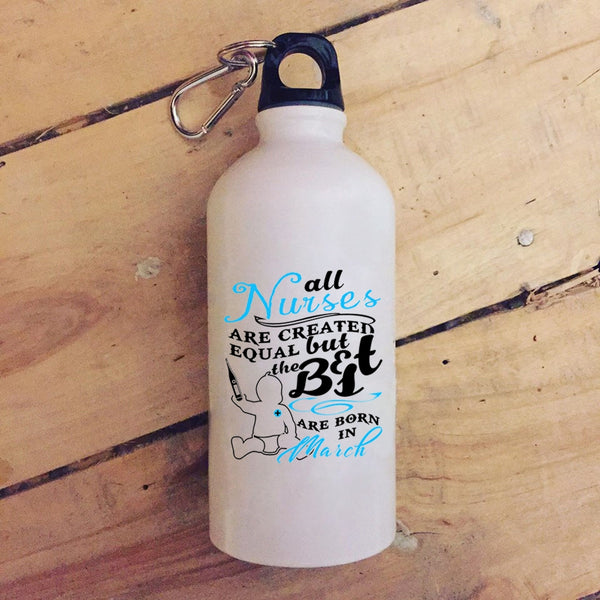 all
Nurses
ARE CREATED
EQUAL but
the BEst
ARE BORN
IN
March